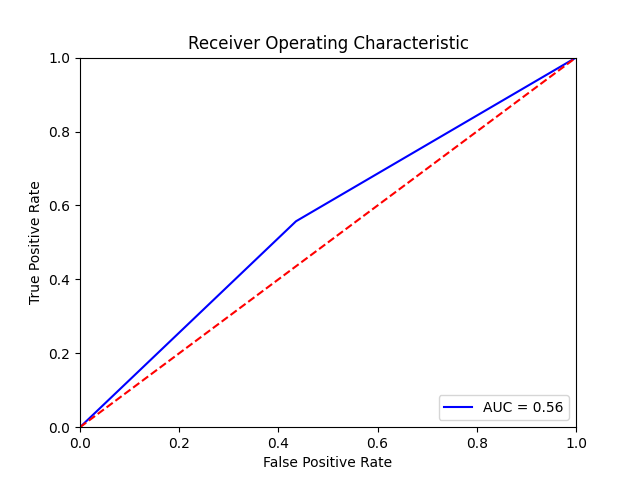 Receiver Operating Characteristic
1.0
0.8
0.6
0.4
0.2
0.0
True Positive Rate
AUC = 0.56
0.0 0.2 0.4 0.6 0.8 1.0
False Positive Rate